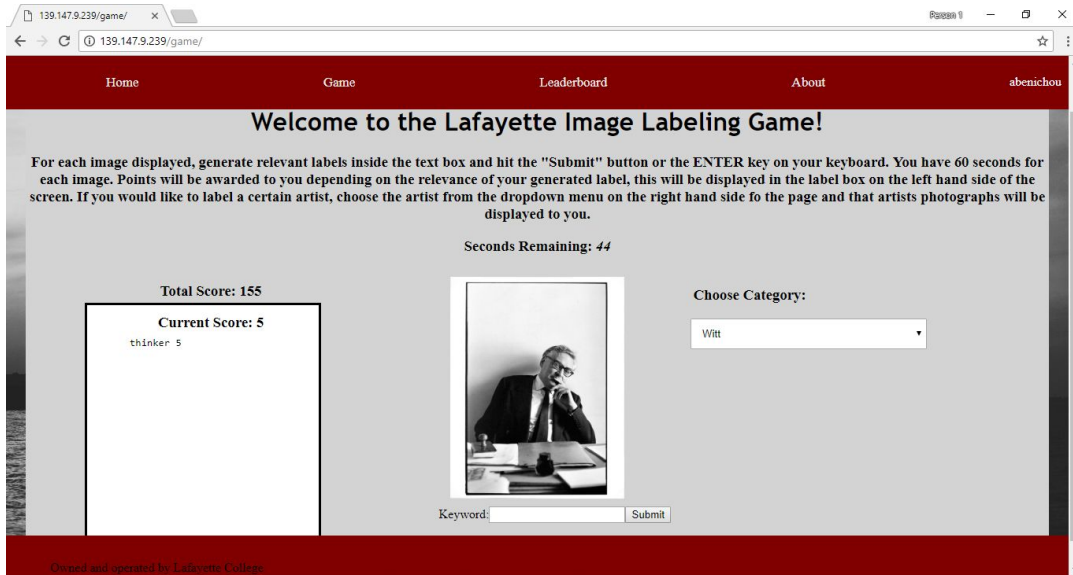 139.147.9.239/game/
Person 1
139.147.9.239/game/
Home Game Leaderboard About abenichou
Welcome to the Lafayette Image Labeling Game!
For each image displayed, generate relevant labels inside the text box and hit the "Submit" button or the ENTER key on your keyboard. You have 60 seconds for
each image. Points will be awarded to you depending on the relevance of your generated label, this will be displayed in the label box on the left hand side of the
screen. If you would like to label a certain artist, choose the artist from the dropdown menu on the right hand side fo the page and that artists photographs will be
displayed to you.
Seconds Remaining: 44
Total Score: 155
Current Score: 5
thinker 5
Choose Category:
Witt
Keyword: Submit
Owned and operated by Lafayette College